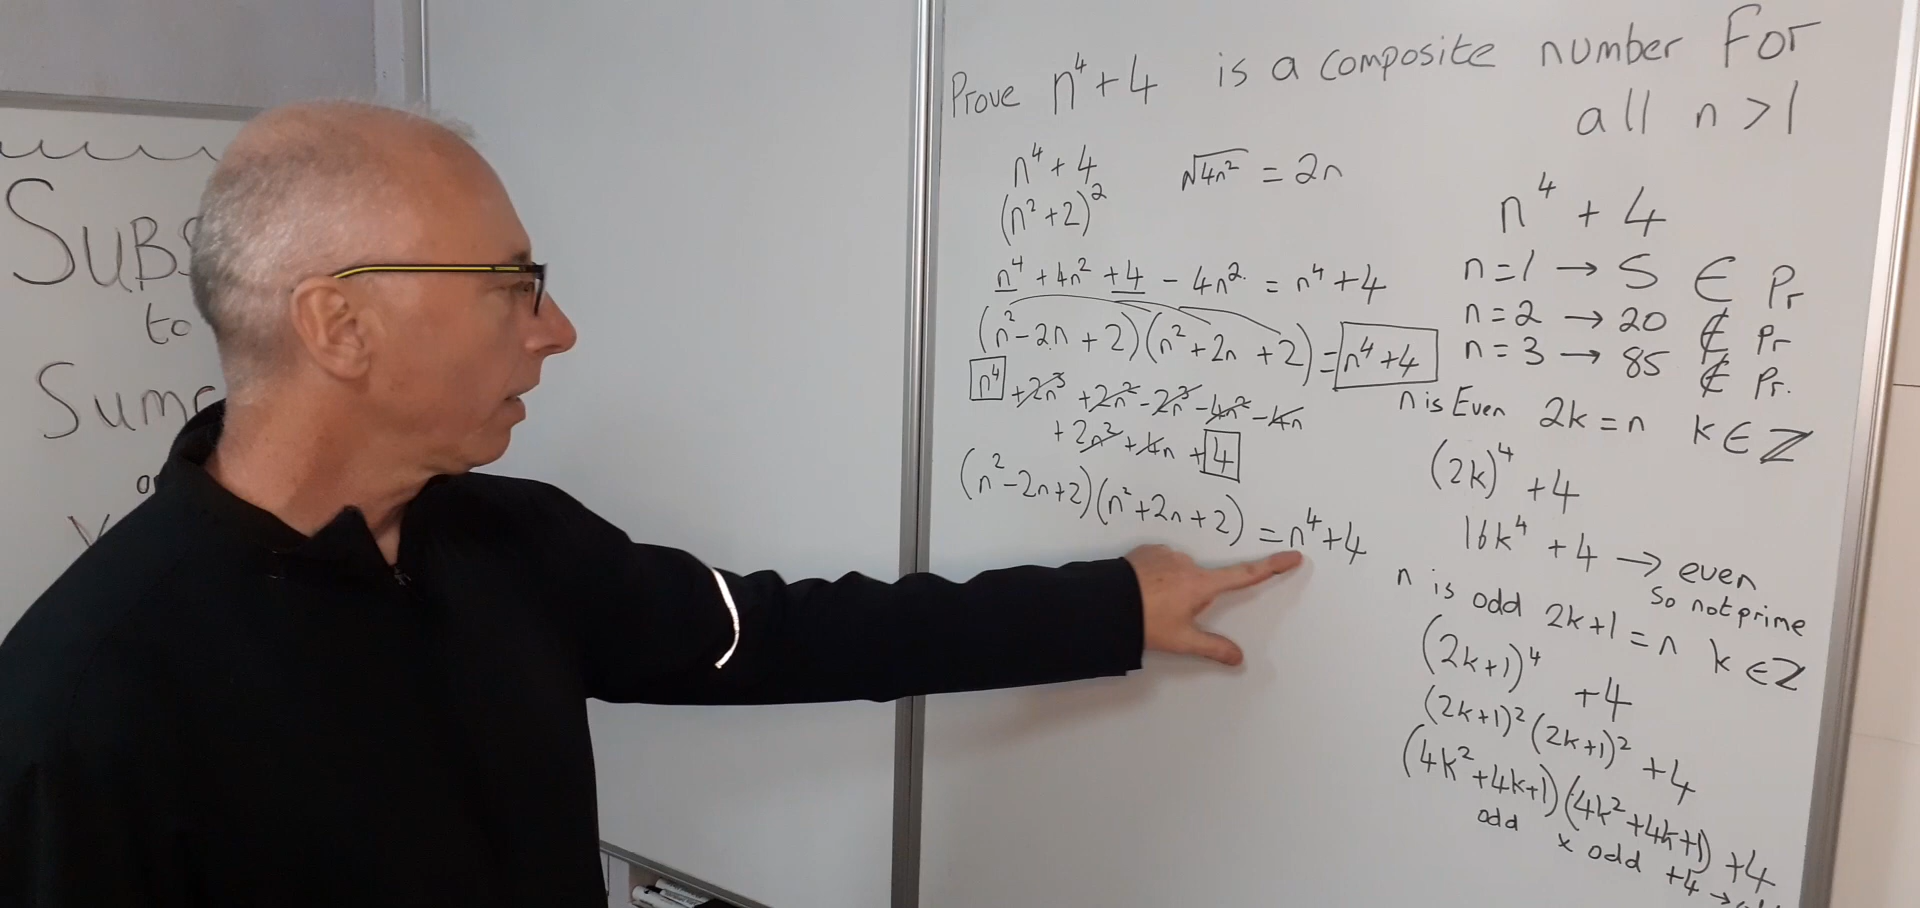 Subs
to
Sume
Prove n⁴+4 is a composite number For
all n >1
n⁴ + 4
√4n² = 2n
(n² +2)²
n⁴ + 4n² +4 - 4n² = n⁴ +4
(n²-2n +2)(n²+2n +2) = n⁴+4
n⁴ +2n³ +2n² -2n³ -4n² -4n
+ 2n² +4n +4
(n²-2n+2)(n²+2n+2) = n⁴+4
n⁴ + 4
n=1 → 5 ∈ Pr
n=2 → 20 ∉ Pr
n=3 → 85 ∉ Pr.
n is Even 2k=n k∈Z
(2k)⁴ +4
16k⁴ +4 → even
so not prime
n is odd 2k+1=n k∈Z
(2k+1)⁴ +4
(2k+1)²(2k+1)² +4
(4k²+4k+1)(4k²+4k+1) +4
odd x odd +4 →